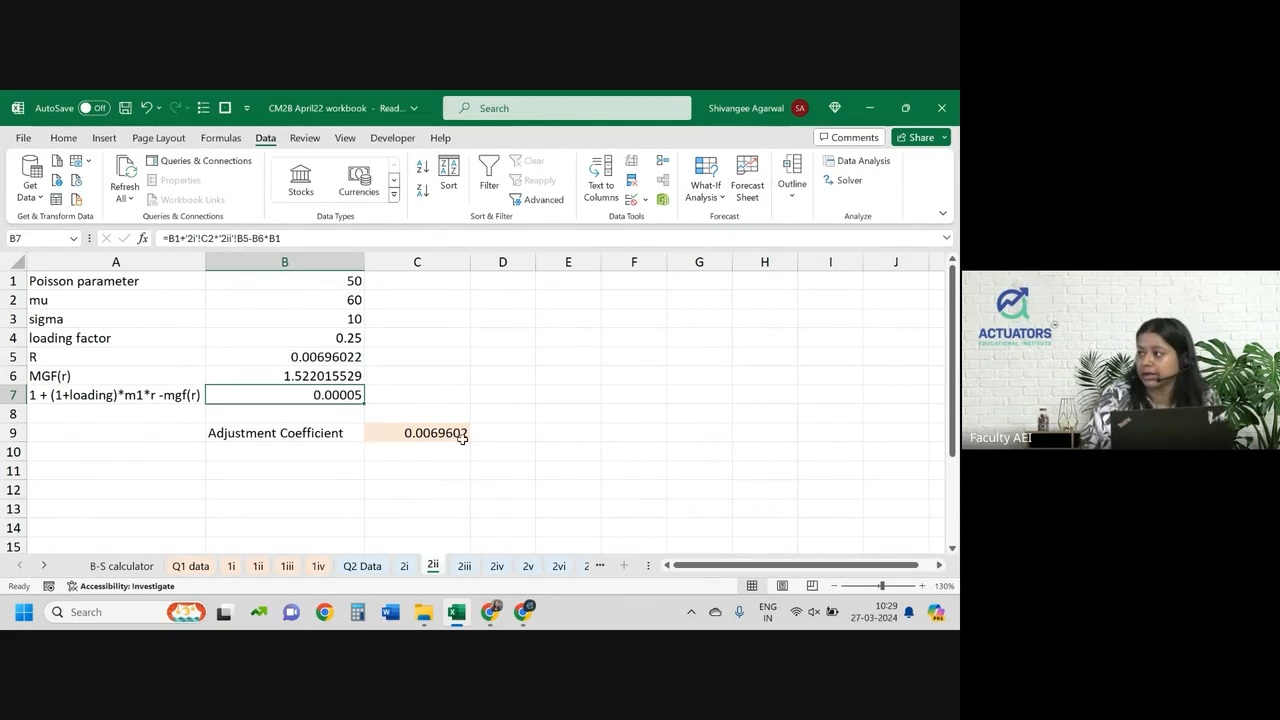 AutoSave Off CM2B April22 workbook - Read... Search Shivangee Agarwal SA
File Home Insert Page Layout Formulas Data Review View Developer Help Comments Share
Get Data Refresh All Queries & Connections Properties Workbook Links Stocks Currencies Sort Filter Clear Reapply Advanced Text to Columns What-If Analysis Forecast Sheet Outline Data Analysis Solver
Get & Transform Data Queries & Connections Data Types Sort & Filter Data Tools Forecast Analyze
B7 fx =B1+'2i'!C2*'2ii'!B5-B6*B1
A B C D E F G H I J
1 Poisson parameter 50
2 mu 60
3 sigma 10
4 loading factor 0.25
5 R 0.00696022
6 MGF(r) 1.522015529
7 1 + (1+loading)*m1*r -mgf(r) 0.00005
8
9 Adjustment Coefficient 0.0069602
10
11
12
13
14
15
B-S calculator Q1 data 1i 1ii 1iii 1iv Q2 Data 2i 2ii 2iii 2iv 2v 2vi 2 ...
Ready Accessibility: Investigate 130%
Search ENG IN 10:29 27-03-2024
ACTUATORS
EDUCATIONAL INSTITUTE
Faculty AEI